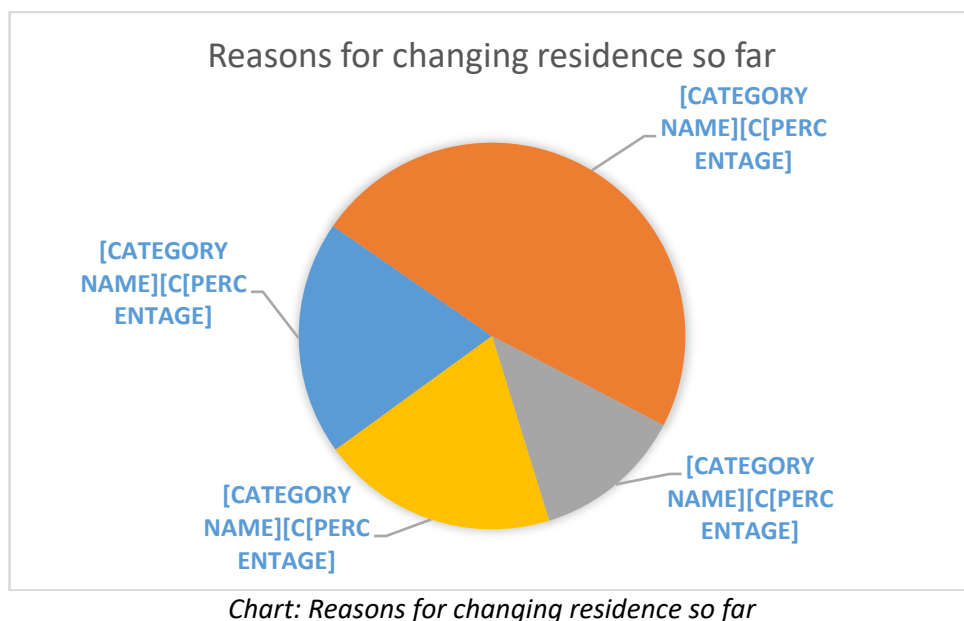 Reasons for changing residence so far
[CATEGORY
NAME][C[PERC
ENTAGE]
[CATEGORY
NAME][C[PERC
ENTAGE]
[CATEGORY
NAME][C[PERC
ENTAGE]
[CATEGORY
NAME][C[PERC
ENTAGE]
Chart: Reasons for changing residence so far